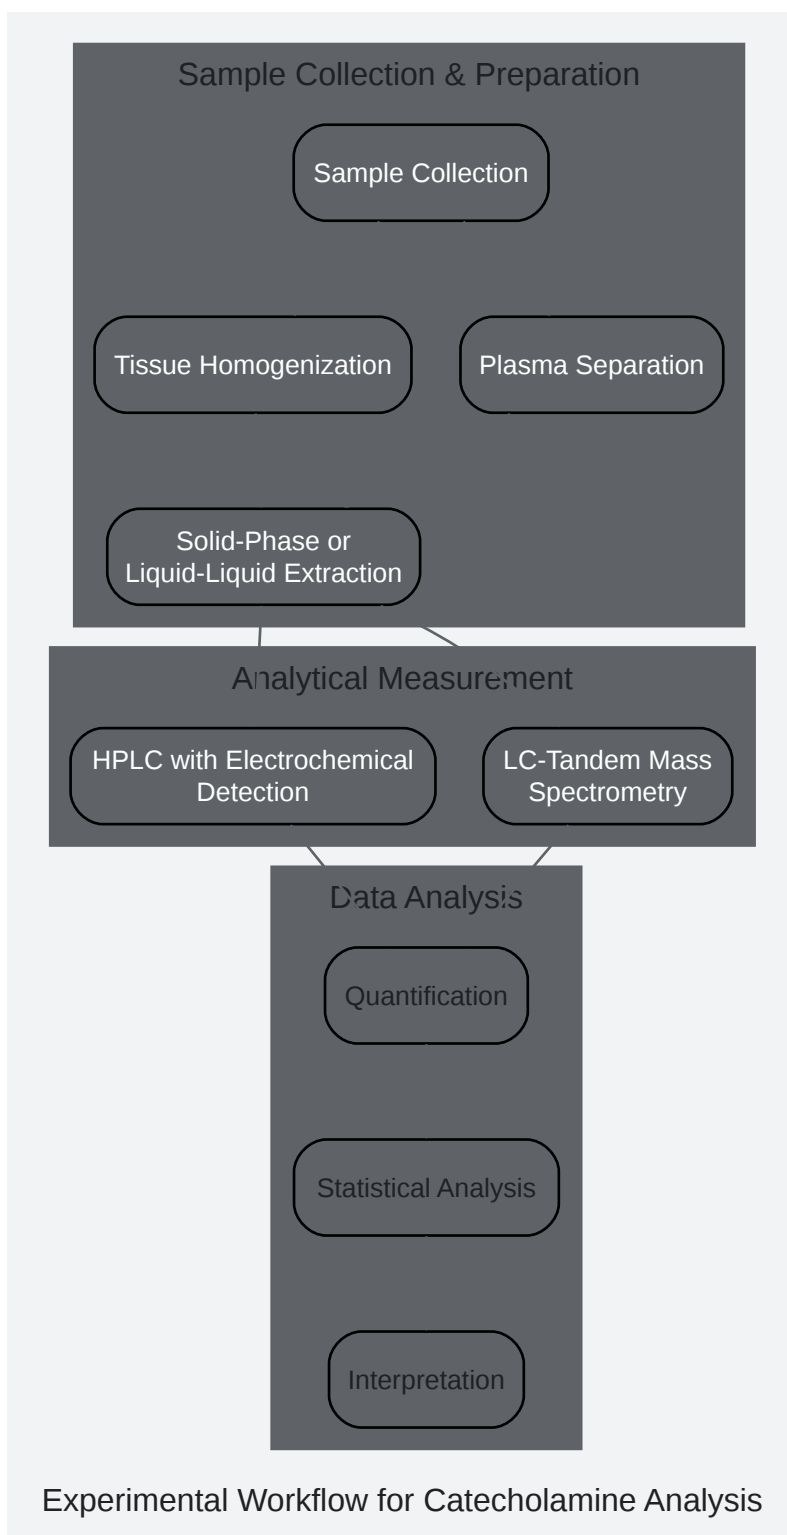 Sample Collection & Preparation
Sample Collection
Tissue Homogenization
Plasma Separation
Solid-Phase or
Liquid-Liquid Extraction
Analytical Measurement
HPLC with Electrochemical
Detection
LC-Tandem Mass
Spectrometry
Data Analysis
Quantification
Statistical Analysis
Interpretation
Experimental Workflow for Catecholamine Analysis